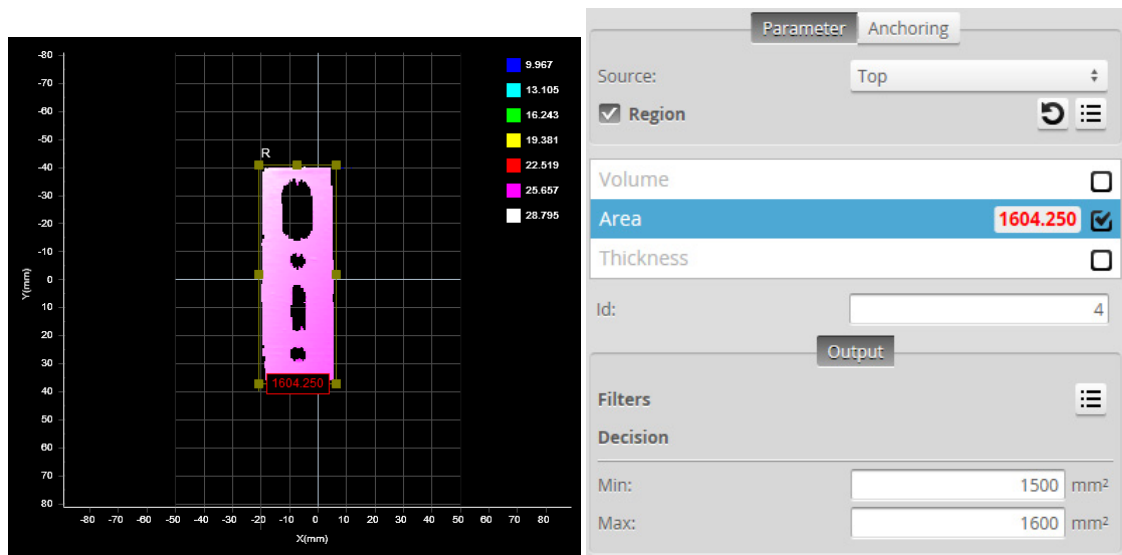 -80
-70
-60
-50
-40
-30
-20
-10
0
10
20
30
40
50
60
70
80
Y(mm)
-80 -70 -60 -50 -40 -30 -20 -10 0 10 20 30 40 50 60 70 80
X(mm)
R
1604.250
9.967
13.105
16.243
19.381
22.519
25.657
28.795
Parameter Anchoring
Source: Top
Region
Volume
Area 1604.250
Thickness
Id: 4
Output
Filters
Decision
Min: 1500 mm²
Max: 1600 mm²